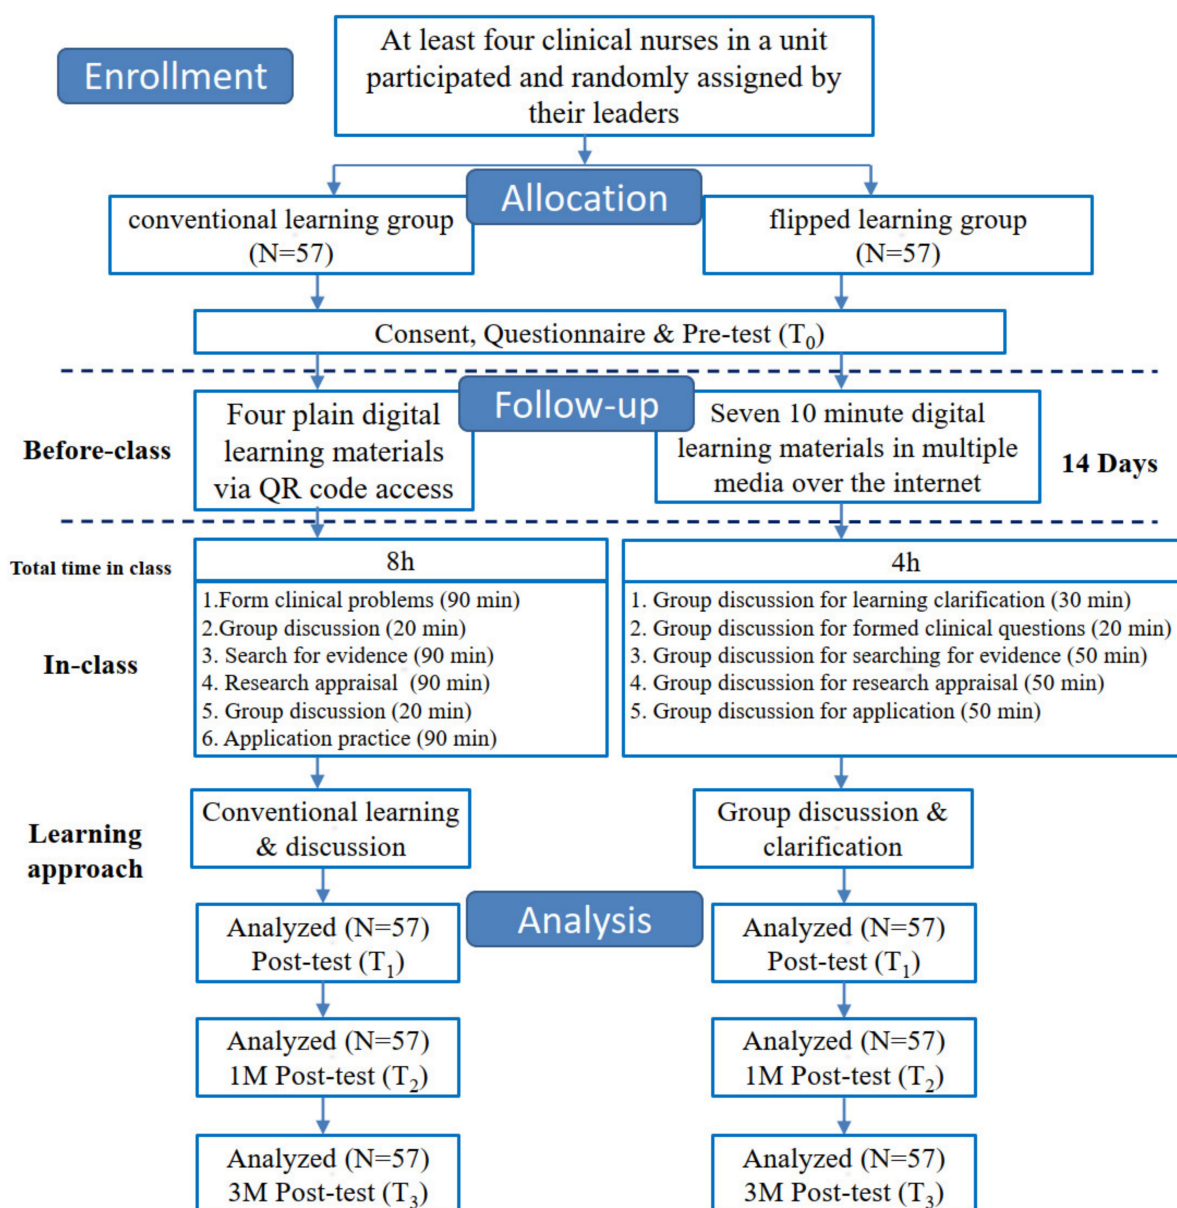 At least four clinical nurses in a unit
participated and randomly assigned by
their leaders
Enrollment
Allocation
conventional learning group
(N=57)
flipped learning group
(N=57)
Consent, Questionnaire & Pre-test (T₀)
Follow-up
Before-class
Four plain digital
learning materials
via QR code access
Seven 10 minute digital
learning materials in multiple
media over the internet
14 Days
Total time in class
8h
4h
In-class
1.Form clinical problems (90 min)
2.Group discussion (20 min)
3. Search for evidence (90 min)
4. Research appraisal (90 min)
5. Group discussion (20 min)
6. Application practice (90 min)
1. Group discussion for learning clarification (30 min)
2. Group discussion for formed clinical questions (20 min)
3. Group discussion for searching for evidence (50 min)
4. Group discussion for research appraisal (50 min)
5. Group discussion for application (50 min)
Learning
approach
Conventional learning
& discussion
Group discussion &
clarification
Analysis
Analyzed (N=57)
Post-test (T₁)
Analyzed (N=57)
Post-test (T₁)
Analyzed (N=57)
1M Post-test (T₂)
Analyzed (N=57)
1M Post-test (T₂)
Analyzed (N=57)
3M Post-test (T₃)
Analyzed (N=57)
3M Post-test (T₃)